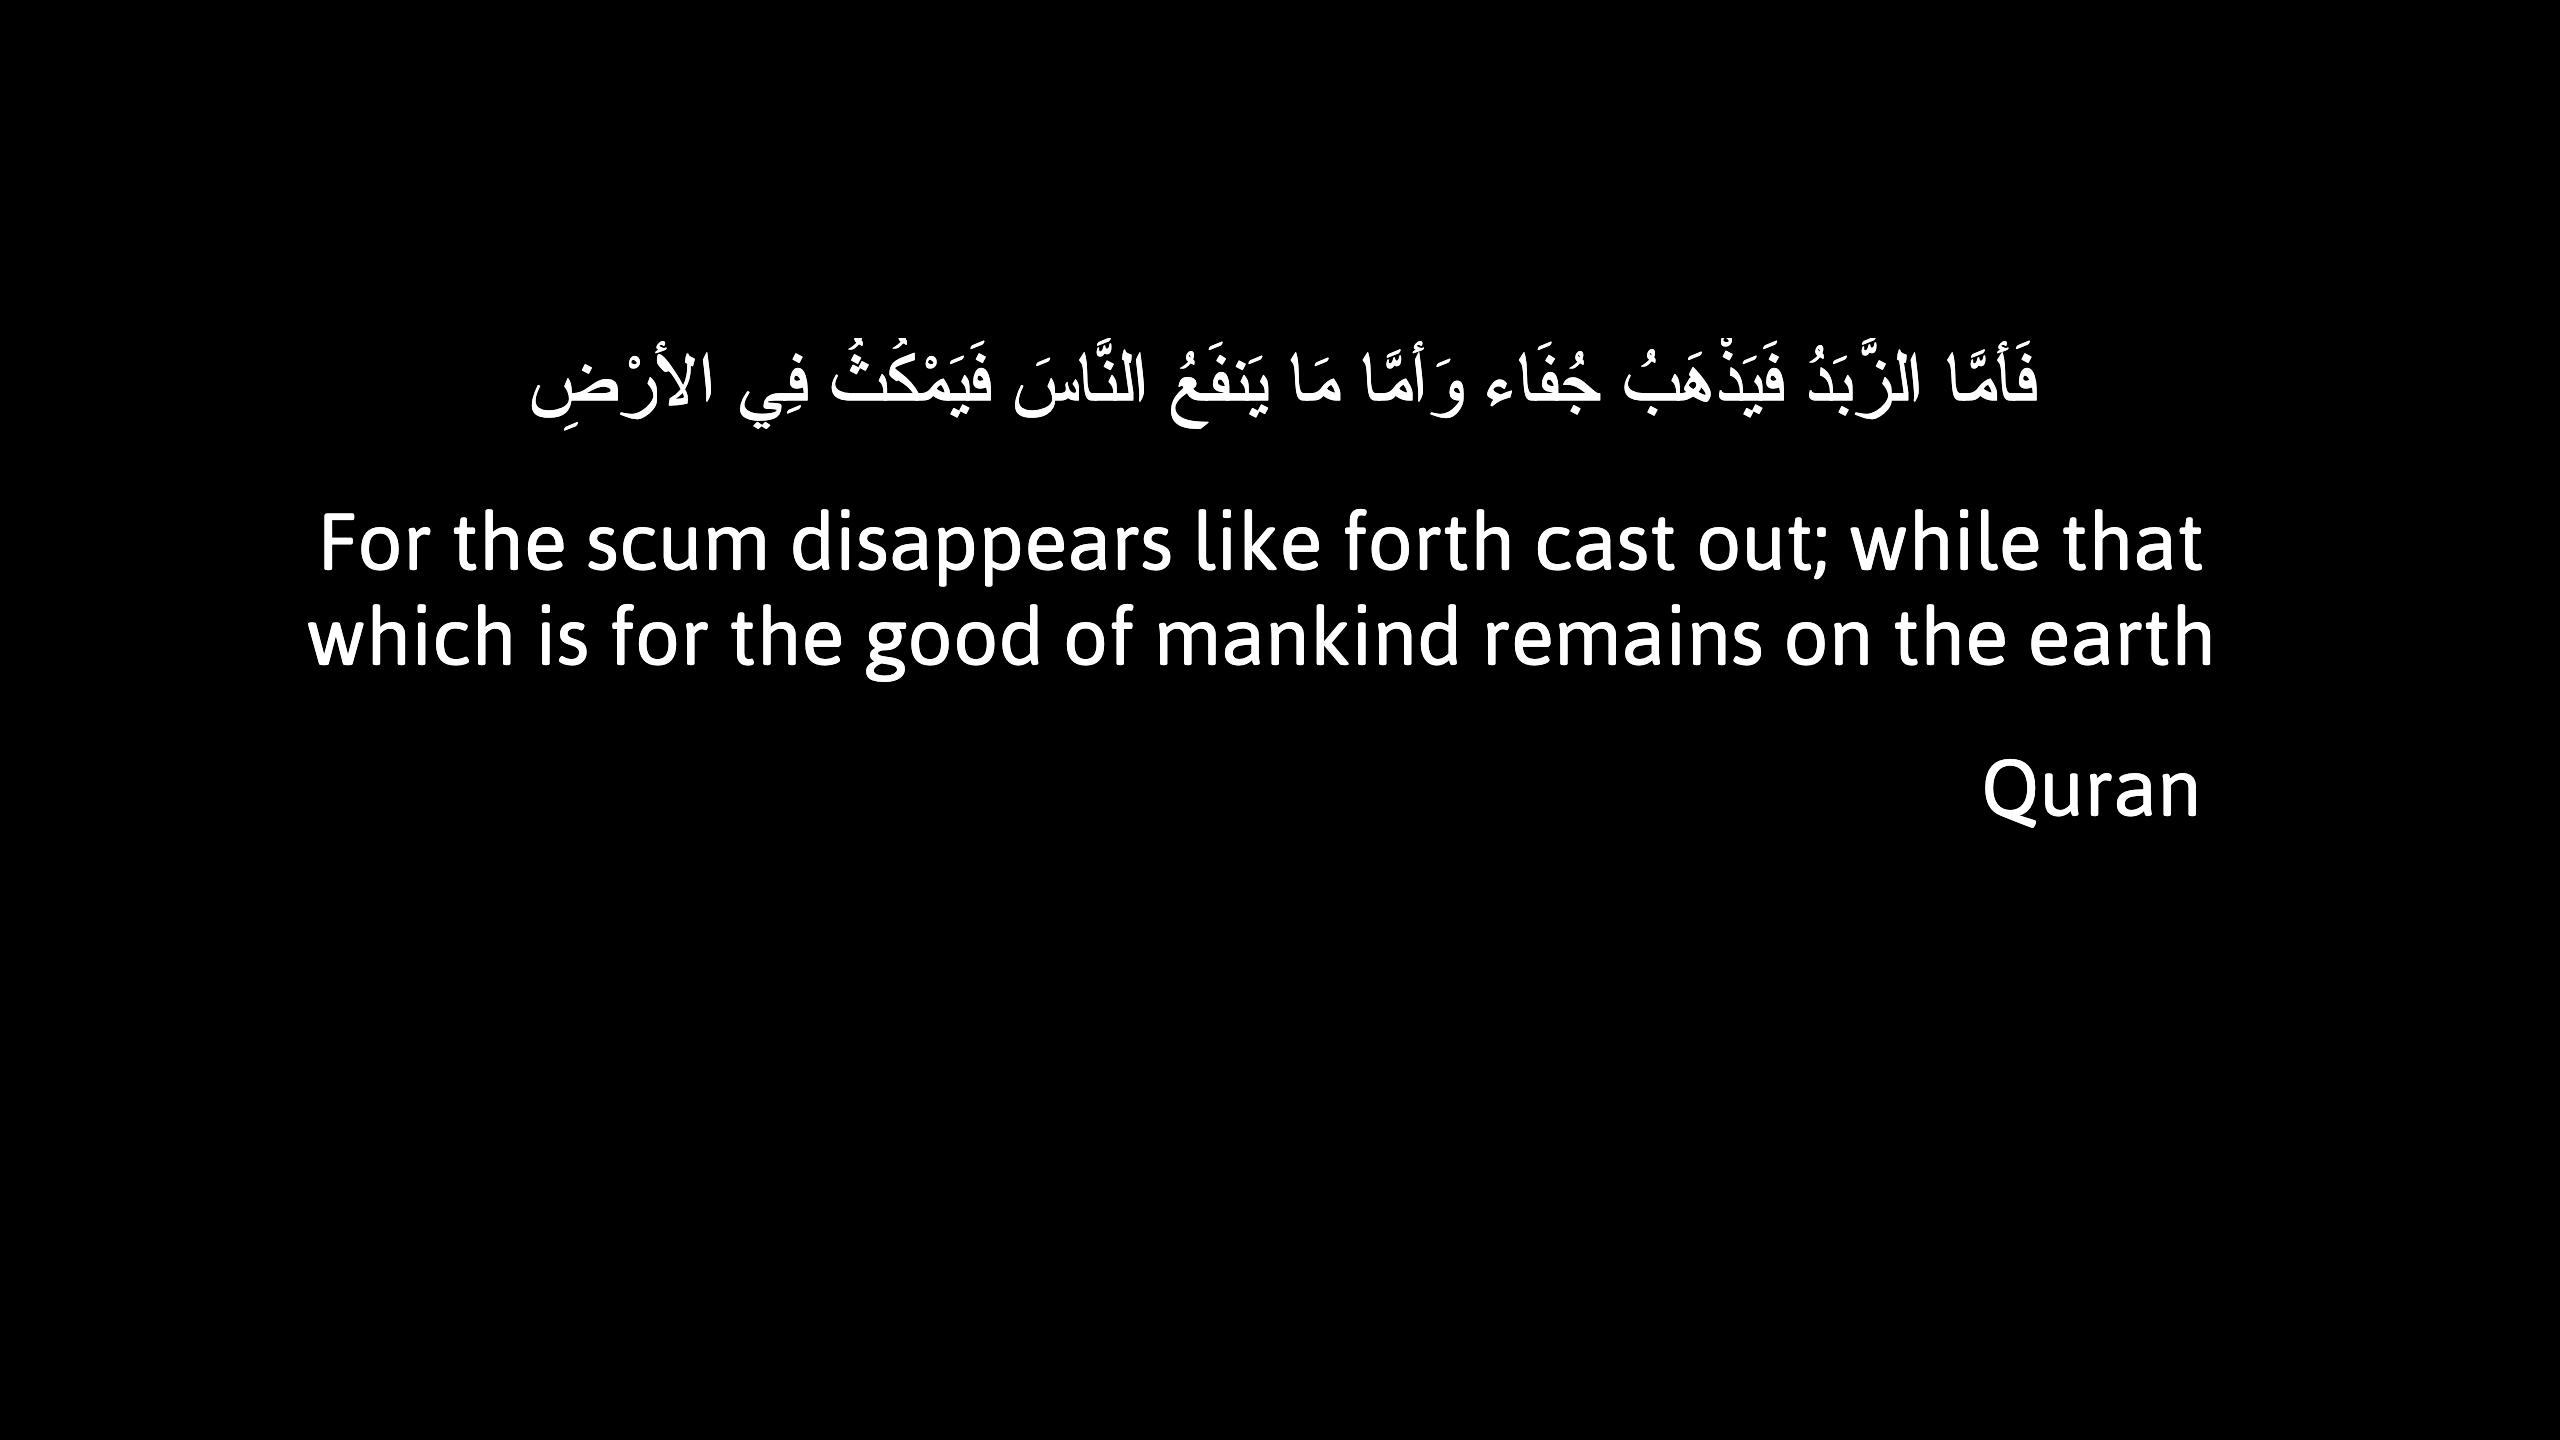 فَأَمَّا الزَّبَدُ فَيَذْهَبُ جُفَاء وَأَمَّا مَا يَنفَعُ النَّاسَ فَيَمْكُثُ فِي الأَرْضِ
For the scum disappears like forth cast out; while that
which is for the good of mankind remains on the earth
Quran